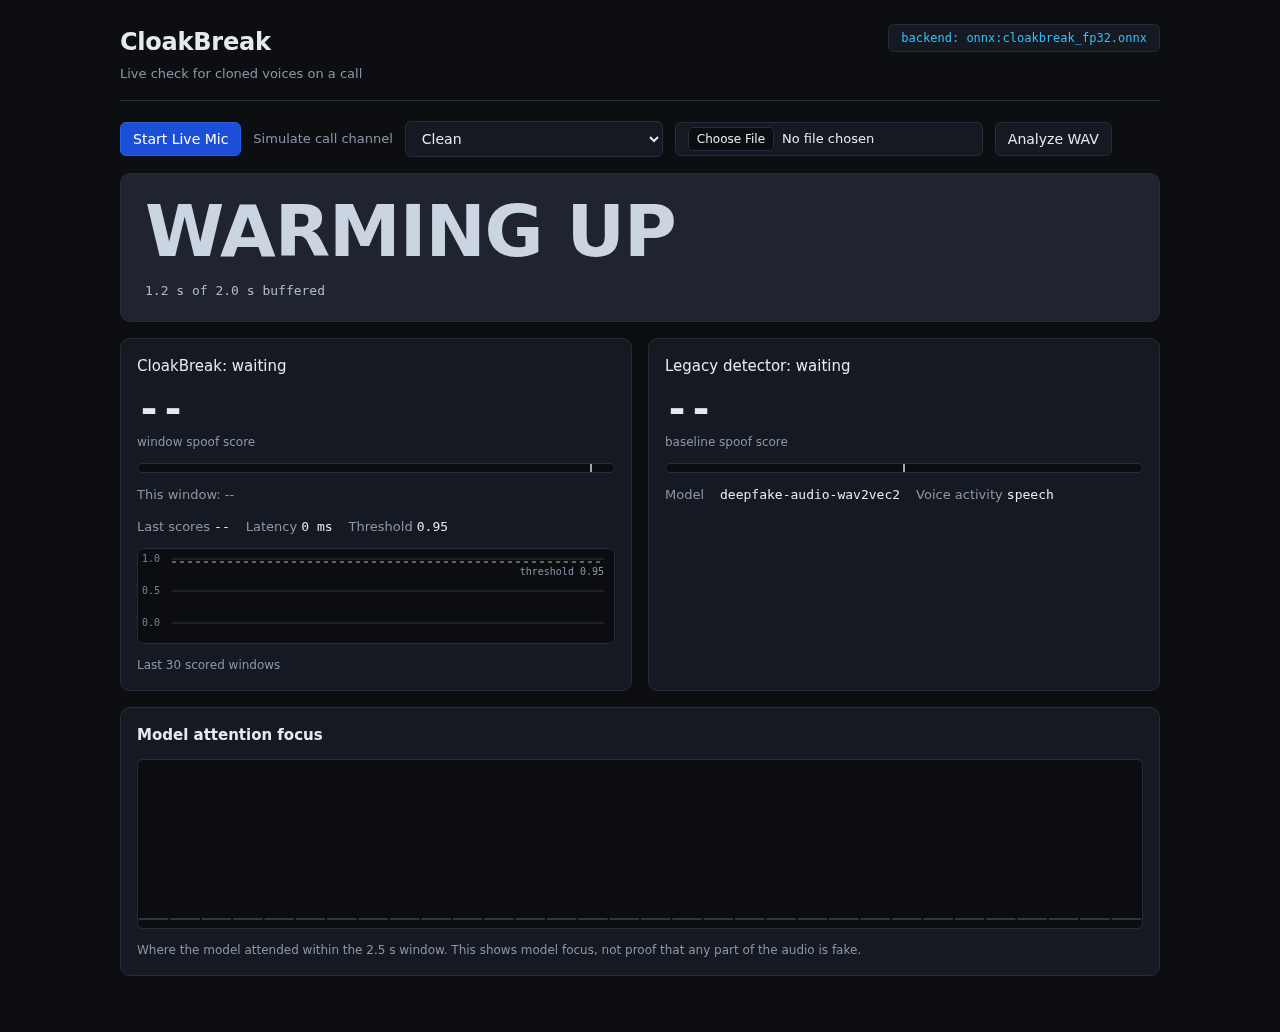 CloakBreak
backend: onnx:cloakbreak_fp32.onnx
Live check for cloned voices on a call
Start Live Mic
Simulate call channel
Clean
Choose File
No file chosen
Analyze WAV
WARMING UP
1.2 s of 2.0 s buffered
CloakBreak: waiting
--
window spoof score
This window: --
Last scores -- Latency 0 ms Threshold 0.95
1.0
threshold 0.95
0.5
0.0
Last 30 scored windows
Legacy detector: waiting
--
baseline spoof score
Model deepfake-audio-wav2vec2 Voice activity speech
Model attention focus
Where the model attended within the 2.5 s window. This shows model focus, not proof that any part of the audio is fake.